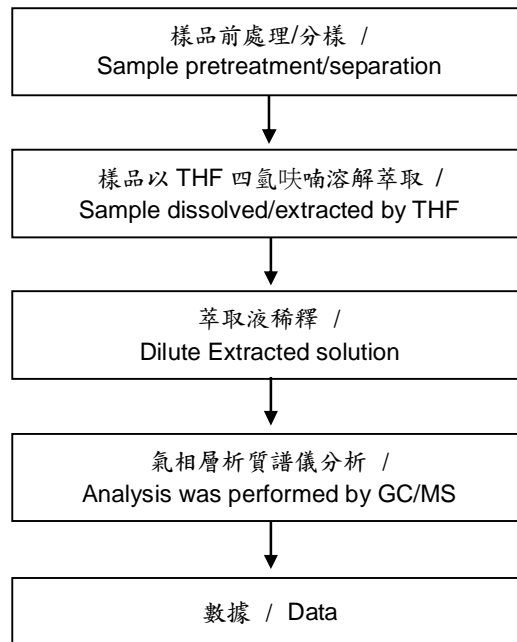 樣品前處理/分樣 /
Sample pretreatment/separation
樣品以 THF 四氫呋喃溶解萃取 /
Sample dissolved/extracted by THF
萃取液稀釋 /
Dilute Extracted solution
氣相層析質譜儀分析 /
Analysis was performed by GC/MS
數據 / Data